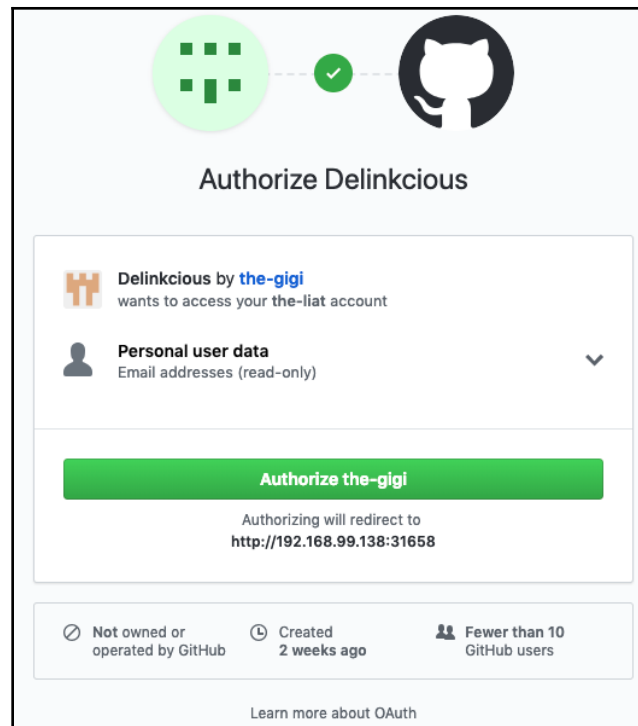 Authorize Delinkcious
Delinkcious by the-gigi
wants to access your the-liat account
Personal user data
Email addresses (read-only)
Authorize the-gigi
Authorizing will redirect to
http://192.168.99.138:31658
Not owned or
operated by GitHub
Created
2 weeks ago
Fewer than 10
GitHub users
Learn more about OAuth